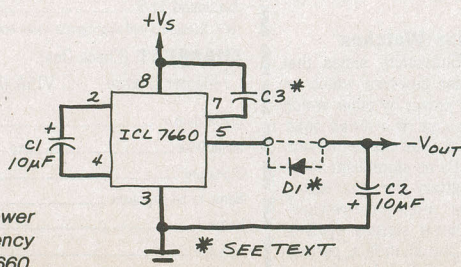 +Vs
8
2
7
C3*
ICL 7660
5
+
C1
10µF
4
-VOUT
D1*
C2
+
10µF
3
wer
ency
* SEE TEXT
660